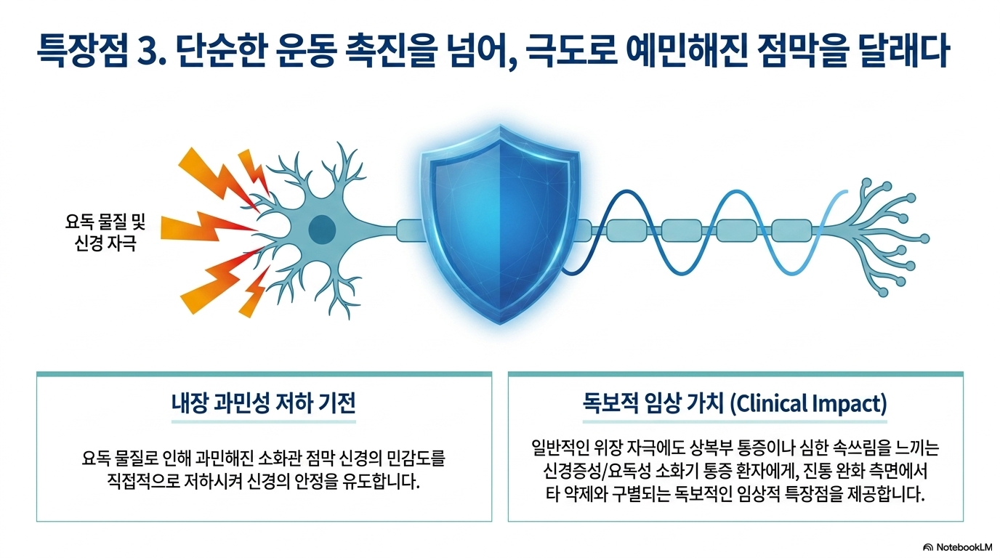 특장점 3. 단순한 운동 촉진을 넘어, 극도로 예민해진 점막을 달래다
요독 물질 및
신경 자극
내장 과민성 저하 기전
요독 물질로 인해 과민해진 소화관 점막 신경의 민감도를
직접적으로 저하시켜 신경의 안정을 유도합니다.
독보적 임상 가치 (Clinical Impact)
일반적인 위장 자극에도 상복부 통증이나 심한 속쓰림을 느끼는
신경증성/요독성 소화기 통증 환자에게, 진통 완화 측면에서
타 약제와 구별되는 독보적인 임상적 특장점을 제공합니다.
NotebookLM